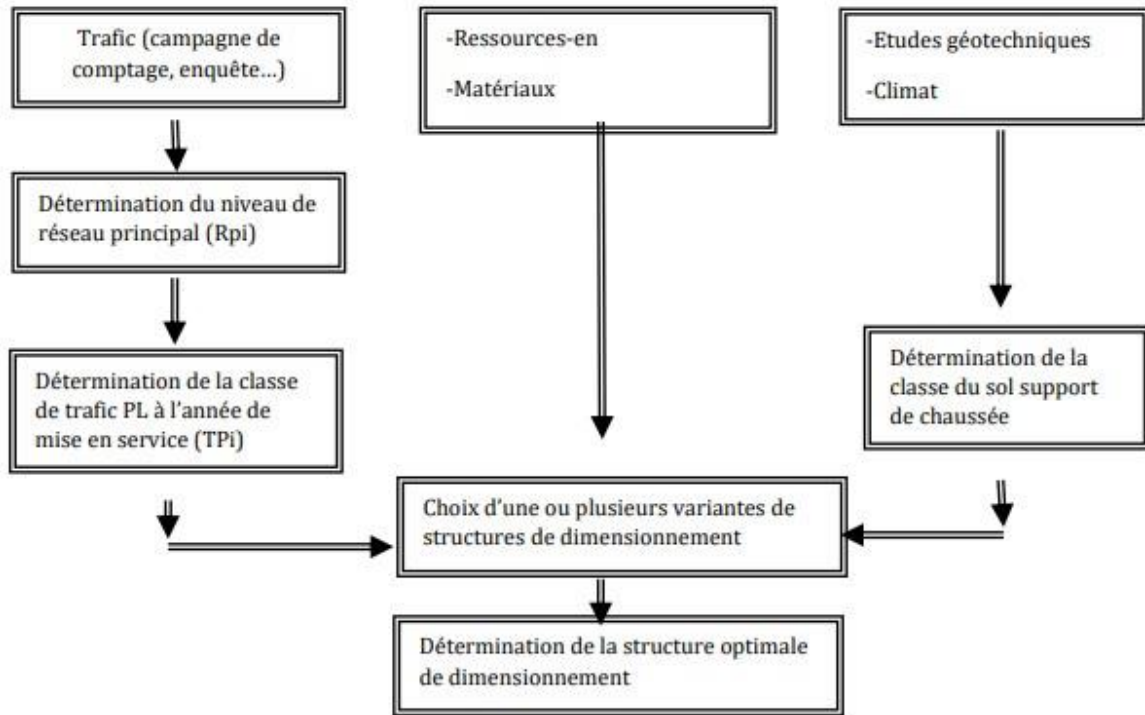 Trafic (campagne de
comptage, enquête…)
-Ressources-en
-Matériaux
-Etudes géotechniques
-Climat
Détermination du niveau de
réseau principal (Rpi)
Détermination de la classe
de trafic PL à l’année de
mise en service (TPi)
Détermination de la
classe du sol support
de chaussée
Choix d’une ou plusieurs variantes de
structures de dimensionnement
Détermination de la structure optimale
de dimensionnement